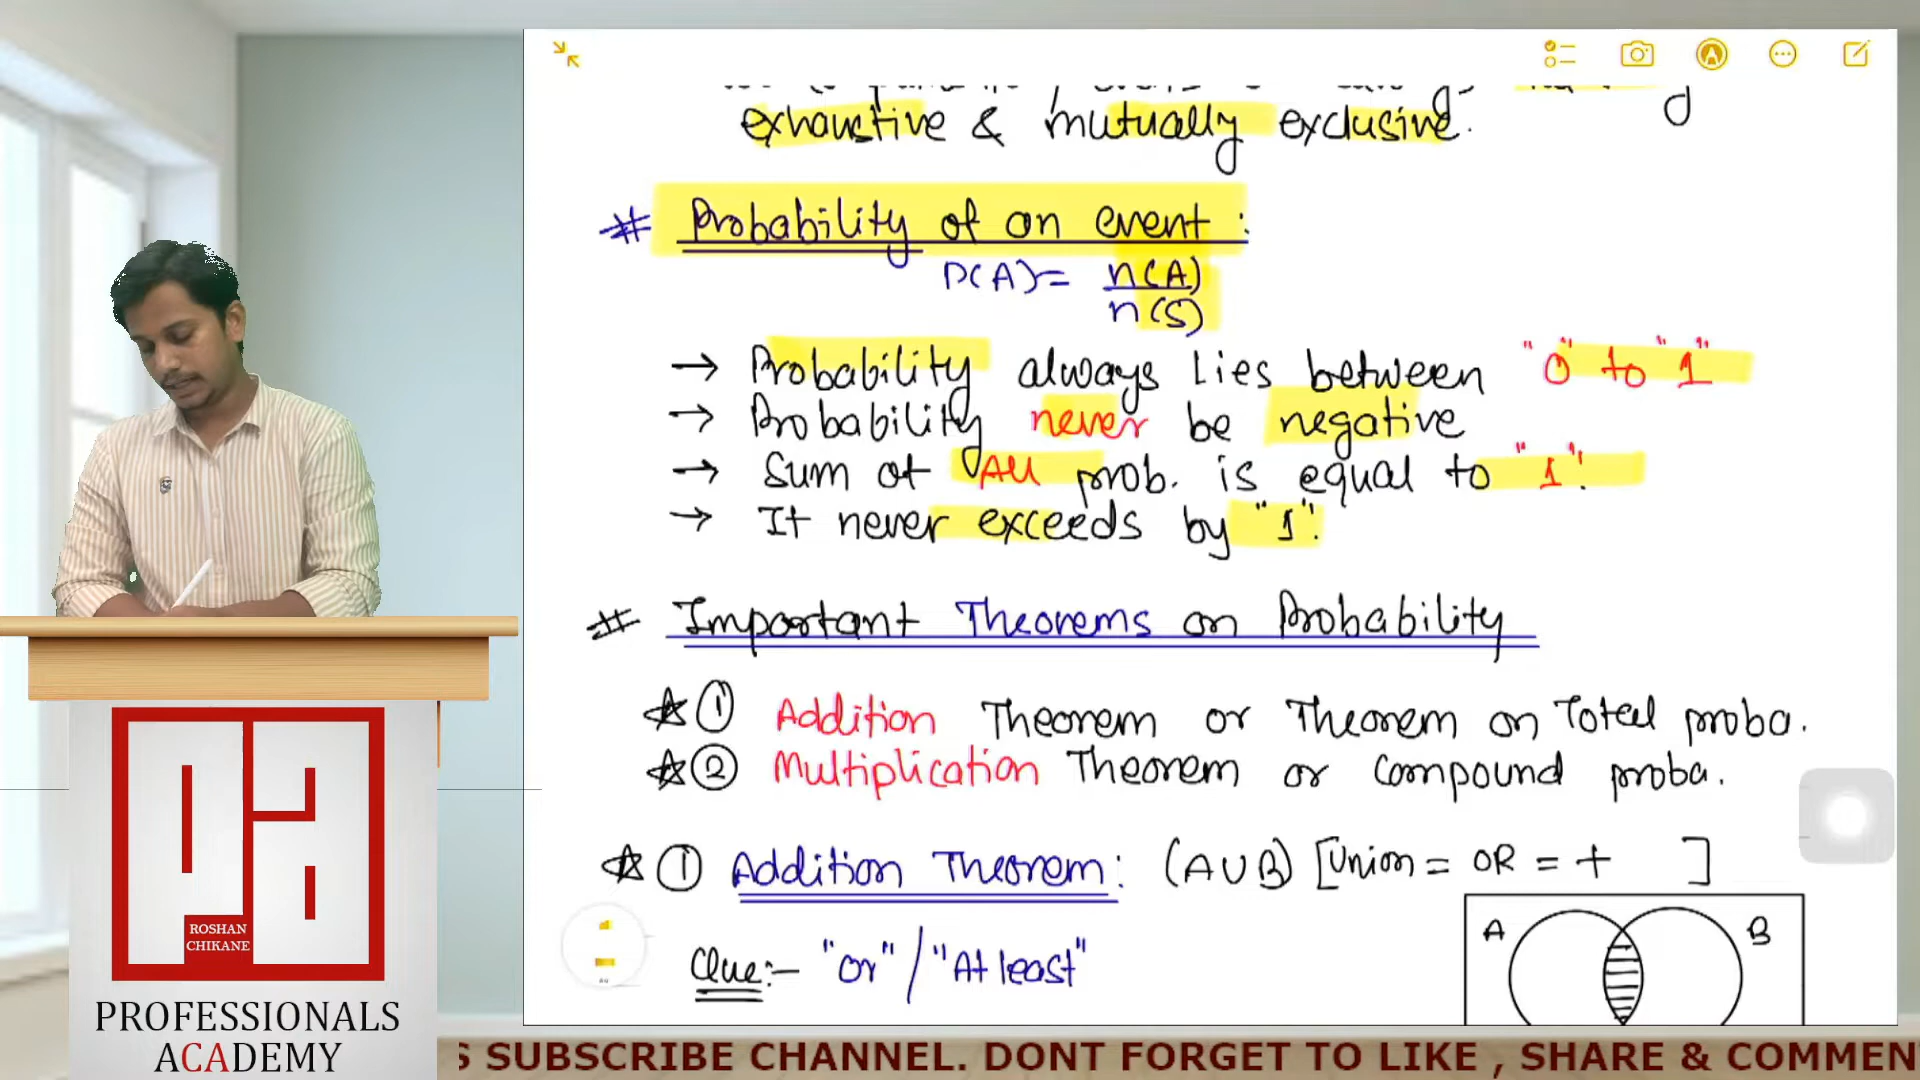 exhaustive & mutually exclusive.
# Probability of an event :
P(A) = n(A)
n(S)
→ Probability always lies between "0" to "1"
→ Probability never be negative
→ Sum of All prob. is equal to "1".
→ It never exceeds by "1".
# Important Theorems on Probability
☆ ① Addition Theorem or Theorem on Total proba.
☆ ② Multiplication Theorem or Compound proba.
☆ ① Addition Theorem : (A∪B) [Union = OR = + ]
A B
Clue :- "or" / "At least"
pa
ROSHAN
CHIKANE
PROFESSIONALS
ACADEMY
S SUBSCRIBE CHANNEL. DONT FORGET TO LIKE , SHARE & COMMEN